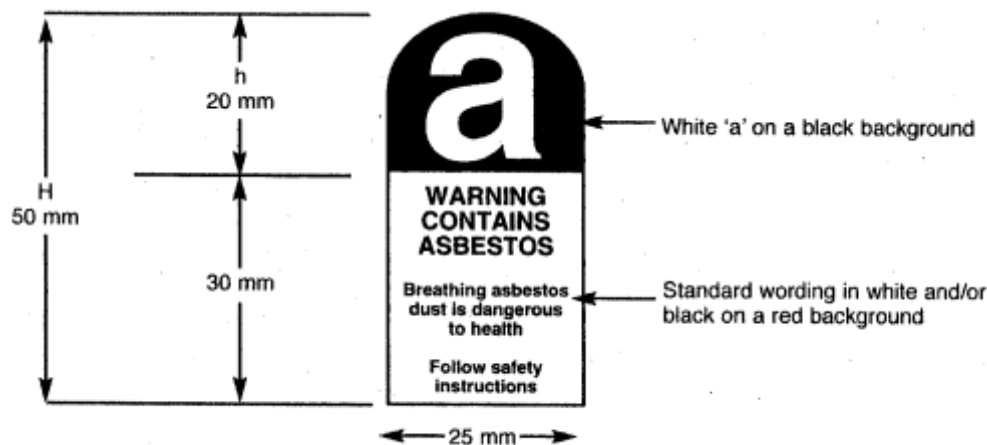 h
20 mm
H
50 mm
30 mm
a
WARNING
CONTAINS
ASBESTOS
Breathing asbestos
dust is dangerous
to health
Follow safety
instructions
25 mm
White 'a' on a black background
Standard wording in white and/or
black on a red background